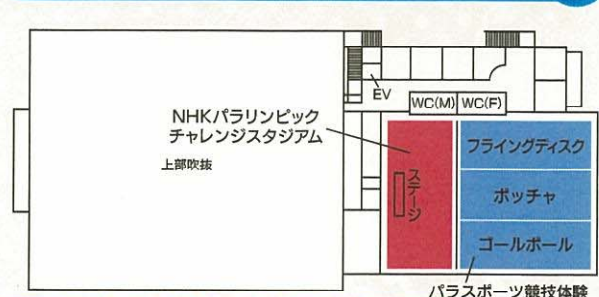 NHKパラリンピック
チャレンジスタジアム
上部吹抜
EV
WC(M)
WC(F)
ステージ
フライングディスク
ボッチャ
ゴールボール
パラスポーツ競技体験